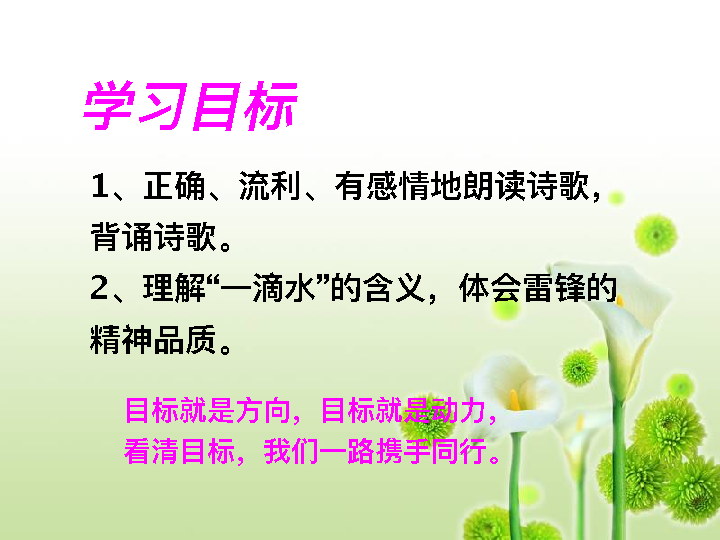 学习目标
1、正确、流利、有感情地朗读诗歌，
背诵诗歌。
2、理解“一滴水”的含义，体会雷锋的
精神品质。
目标就是方向，目标就是动力，
看清目标，我们一路携手同行。